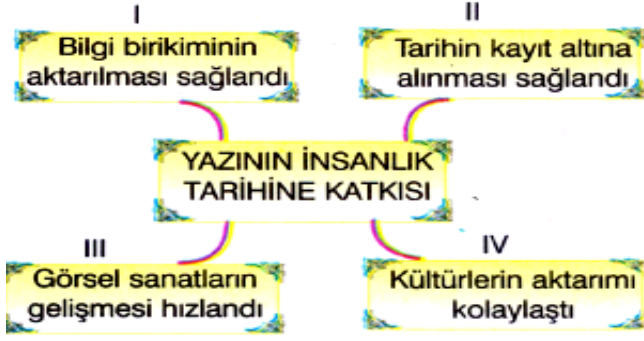 I
Bilgi birikiminin
aktarılması sağlandı
II
Tarihin kayıt altına
alınması sağlandı
YAZININ İNSANLIK
TARİHİNE KATKISI
III
Görsel sanatların
gelişmesi hızlandı
IV
Kültürlerin aktarımı
kolaylaştı